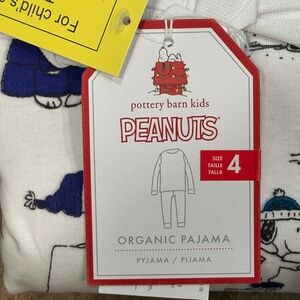 For child's s
pottery barn kids
PEANUTS
SIZE
TAILLE
TALLA
4
ORGANIC PAJAMA
PYJAMA / PIJAMA